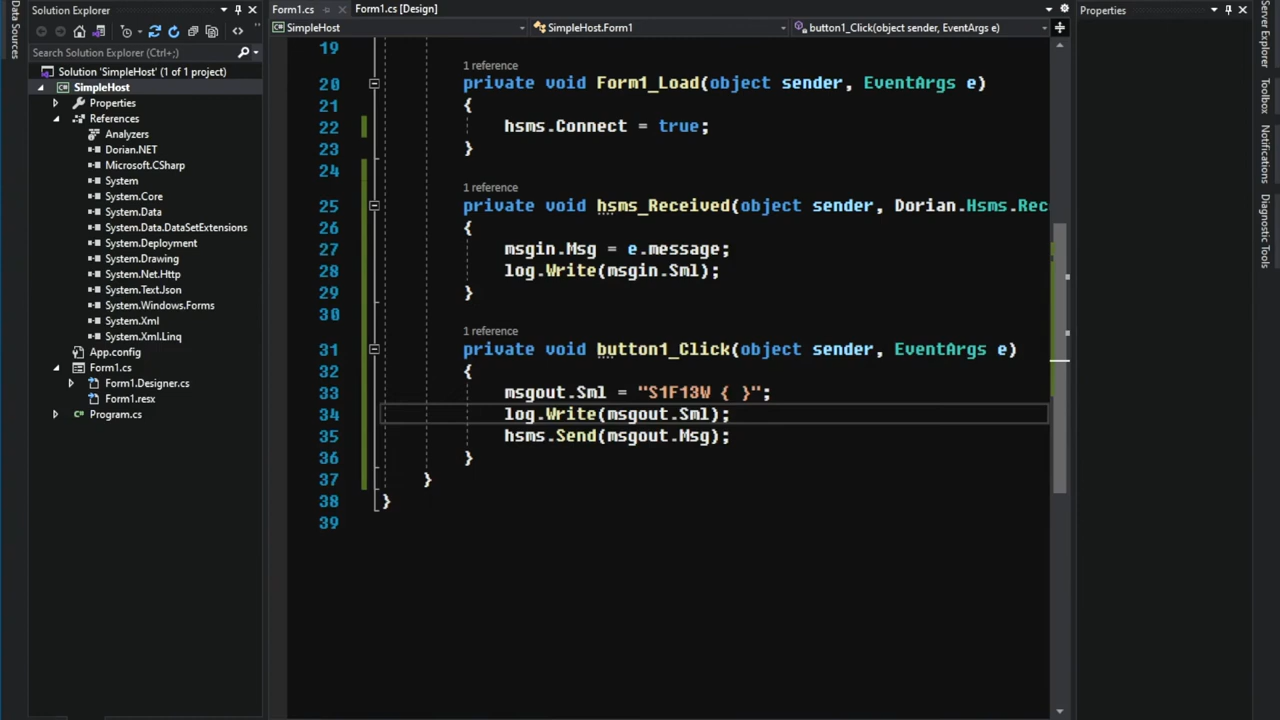 Data Sources
Solution Explorer
Search Solution Explorer (Ctrl+;)
Solution 'SimpleHost' (1 of 1 project)
SimpleHost
Properties
References
Analyzers
Dorian.NET
Microsoft.CSharp
System
System.Core
System.Data
System.Data.DataSetExtensions
System.Deployment
System.Drawing
System.Net.Http
System.Text.Json
System.Windows.Forms
System.Xml
System.Xml.Linq
App.config
Form1.cs
Form1.Designer.cs
Form1.resx
Program.cs
Form1.cs Form1.cs [Design]
SimpleHost SimpleHost.Form1 button1_Click(object sender, EventArgs e)
19
1 reference
20 private void Form1_Load(object sender, EventArgs e)
21 {
22 hsms.Connect = true;
23 }
24
1 reference
25 private void hsms_Received(object sender, Dorian.Hsms.Rec
26 {
27 msgin.Msg = e.message;
28 log.Write(msgin.Sml);
29 }
30
1 reference
31 private void button1_Click(object sender, EventArgs e)
32 {
33 msgout.Sml = "S1F13W { }";
34 log.Write(msgout.Sml);
35 hsms.Send(msgout.Msg);
36 }
37 }
38 }
39
Properties
Server Explorer
Toolbox
Notifications
Diagnostic Tools